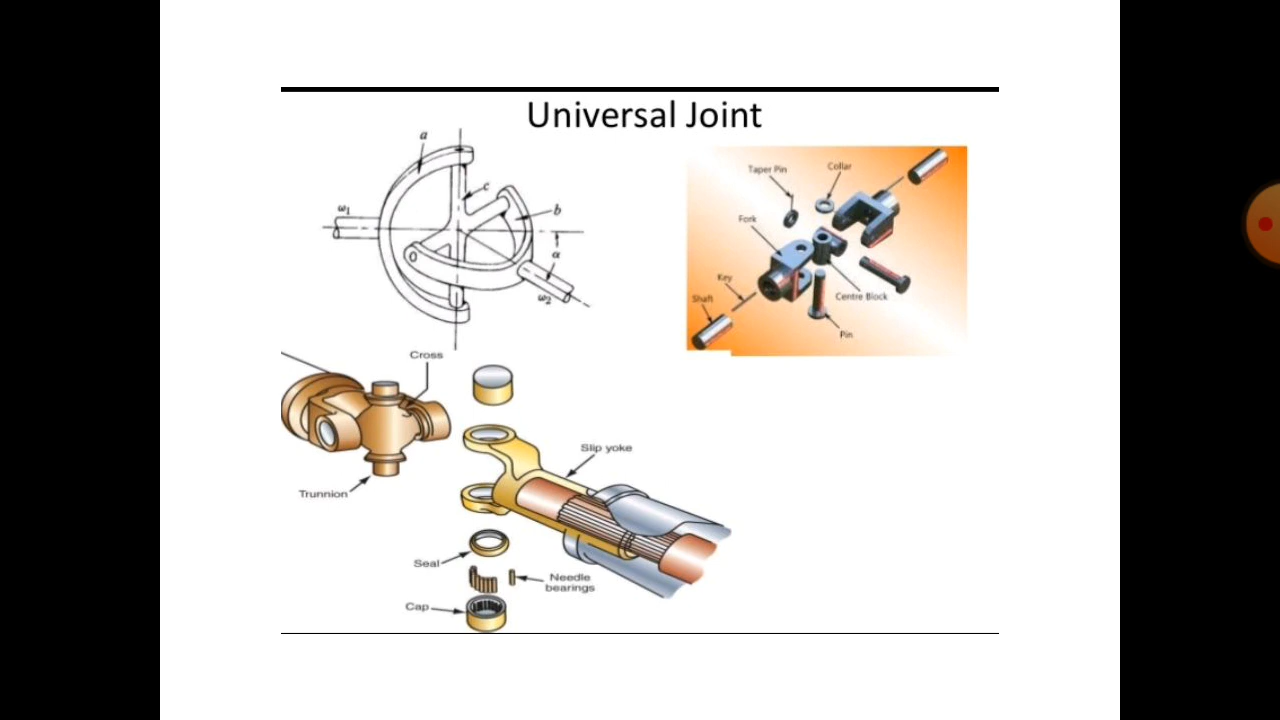 Universal Joint
a
c
b
ω1
α
ω2
Taper Pin
Collar
Fork
Key
Shaft
Centre Block
Pin
Cross
Trunnion
Slip yoke
Seal
Needle
bearings
Cap